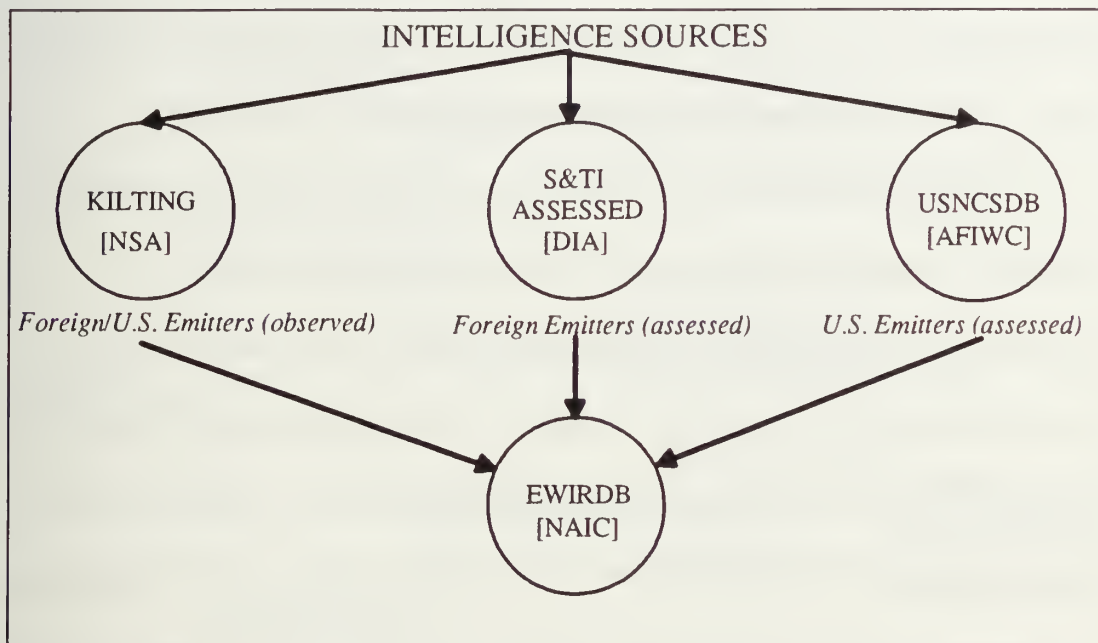 INTELLIGENCE SOURCES
KILTING
[NSA]
S&TI
ASSESSED
[DIA]
USNCSDB
[AFIWC]
Foreign/U.S. Emitters (observed)
Foreign Emitters (assessed)
U.S. Emitters (assessed)
EWIRDB
[NAIC]